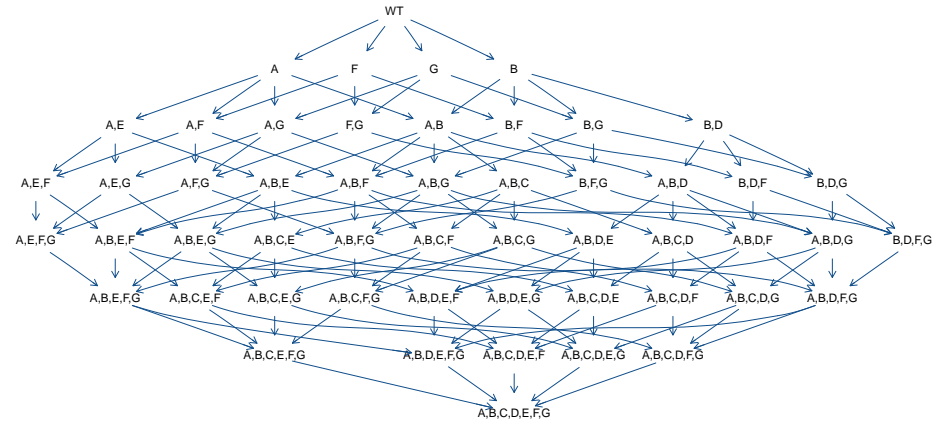 WT
A F G B
A,E A,F A,G F,G A,B B,F B,G B,D
A,E,F A,E,G A,F,G A,B,E A,B,F A,B,G A,B,C B,F,G A,B,D B,D,F B,D,G
A,E,F,G A,B,E,F A,B,E,G A,B,C,E A,B,F,G A,B,C,F A,B,C,G A,B,D,E A,B,C,D A,B,D,F A,B,D,G B,D,F,G
A,B,E,F,G A,B,C,E,F A,B,C,E,G A,B,C,F,G A,B,D,E,F A,B,D,E,G A,B,C,D,E A,B,C,D,F A,B,C,D,G A,B,D,F,G
A,B,C,E,F,G A,B,D,E,F,G A,B,C,D,E,F A,B,C,D,E,G A,B,C,D,F,G
A,B,C,D,E,F,G